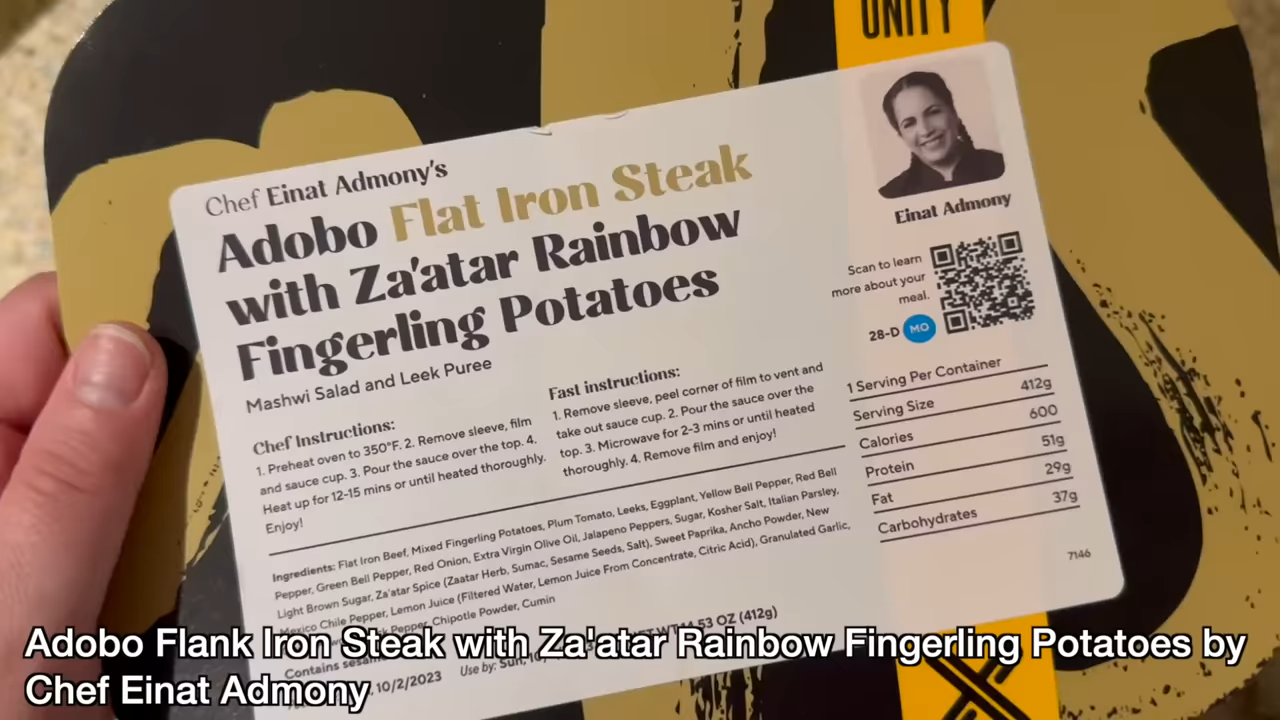 UNITY
Chef Einat Admony's
Adobo Flat Iron Steak
with Za'atar Rainbow
Fingerling Potatoes
Mashwi Salad and Leek Puree
Chef Instructions:
1. Preheat oven to 350°F. 2. Remove sleeve, film
and sauce cup. 3. Pour the sauce over the top. 4.
Heat up for 12-15 mins or until heated thoroughly.
Enjoy!
Fast instructions:
1. Remove sleeve, peel corner of film to vent and
take out sauce cup. 2. Pour the sauce over the
top. 3. Microwave for 2-3 mins or until heated
thoroughly. 4. Remove film and enjoy!
Ingredients: Flat Iron Beef, Mixed Fingerling Potatoes, Plum Tomato, Leeks, Eggplant, Yellow Bell Pepper, Red Bell
Pepper, Green Bell Pepper, Red Onion, Extra Virgin Olive Oil, Jalapeno Peppers, Sugar, Kosher Salt, Italian Parsley,
Light Brown Sugar, Za'atar Spice (Zaatar Herb, Sumac, Sesame Seeds, Salt), Sweet Paprika, Ancho Powder, New
Mexico Chile Pepper, Lemon Juice (Filtered Water, Lemon Juice From Concentrate, Citric Acid), Granulated Garlic,
Pepper, Chipotle Powder, Cumin
53 OZ (412g)
Contains
10/2/2023
Use by: Sun,
Einat Admony
Scan to learn
more about your
meal.
28-D MO
1 Serving Per Container
Serving Size 412g
Calories 600
Protein 51g
Fat 29g
Carbohydrates 37g
7146
Adobo Flank Iron Steak with Za'atar Rainbow Fingerling Potatoes by
Chef Einat Admony